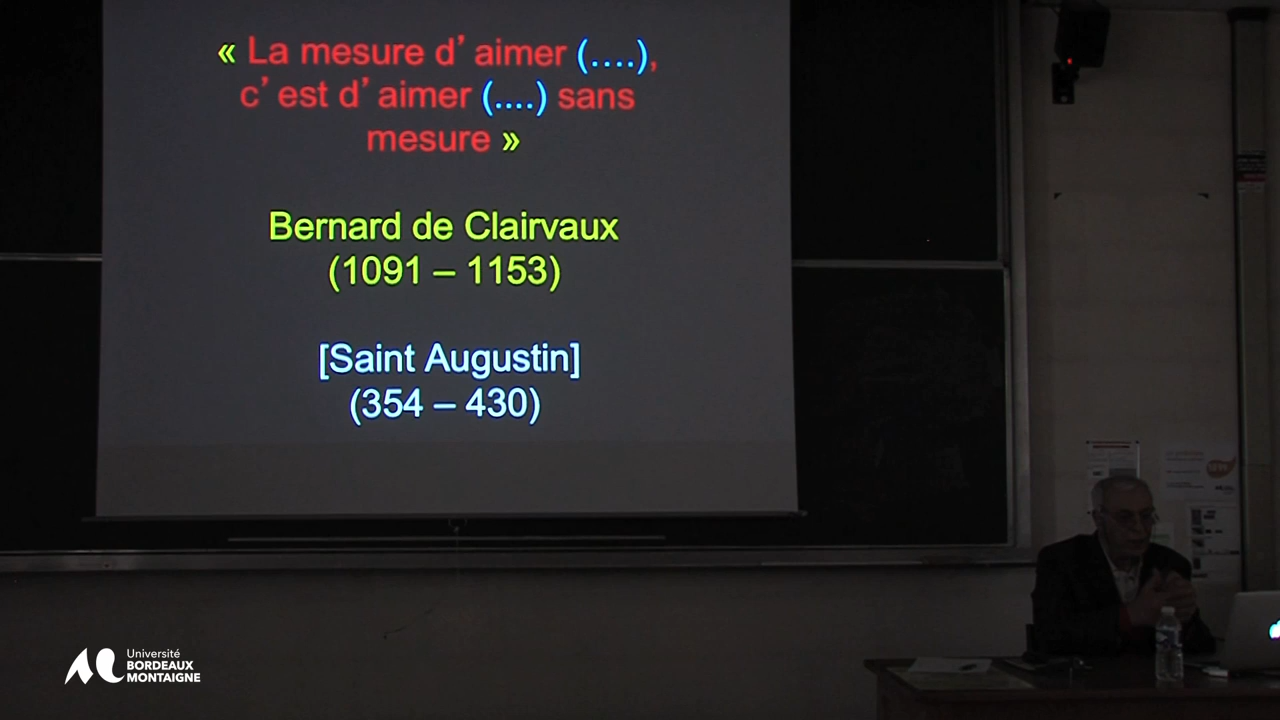 « La mesure d’ aimer (….),
c’ est d’ aimer (....) sans
mesure »
Bernard de Clairvaux
(1091 – 1153)
[Saint Augustin]
(354 – 430)
Université
BORDEAUX
MONTAIGNE